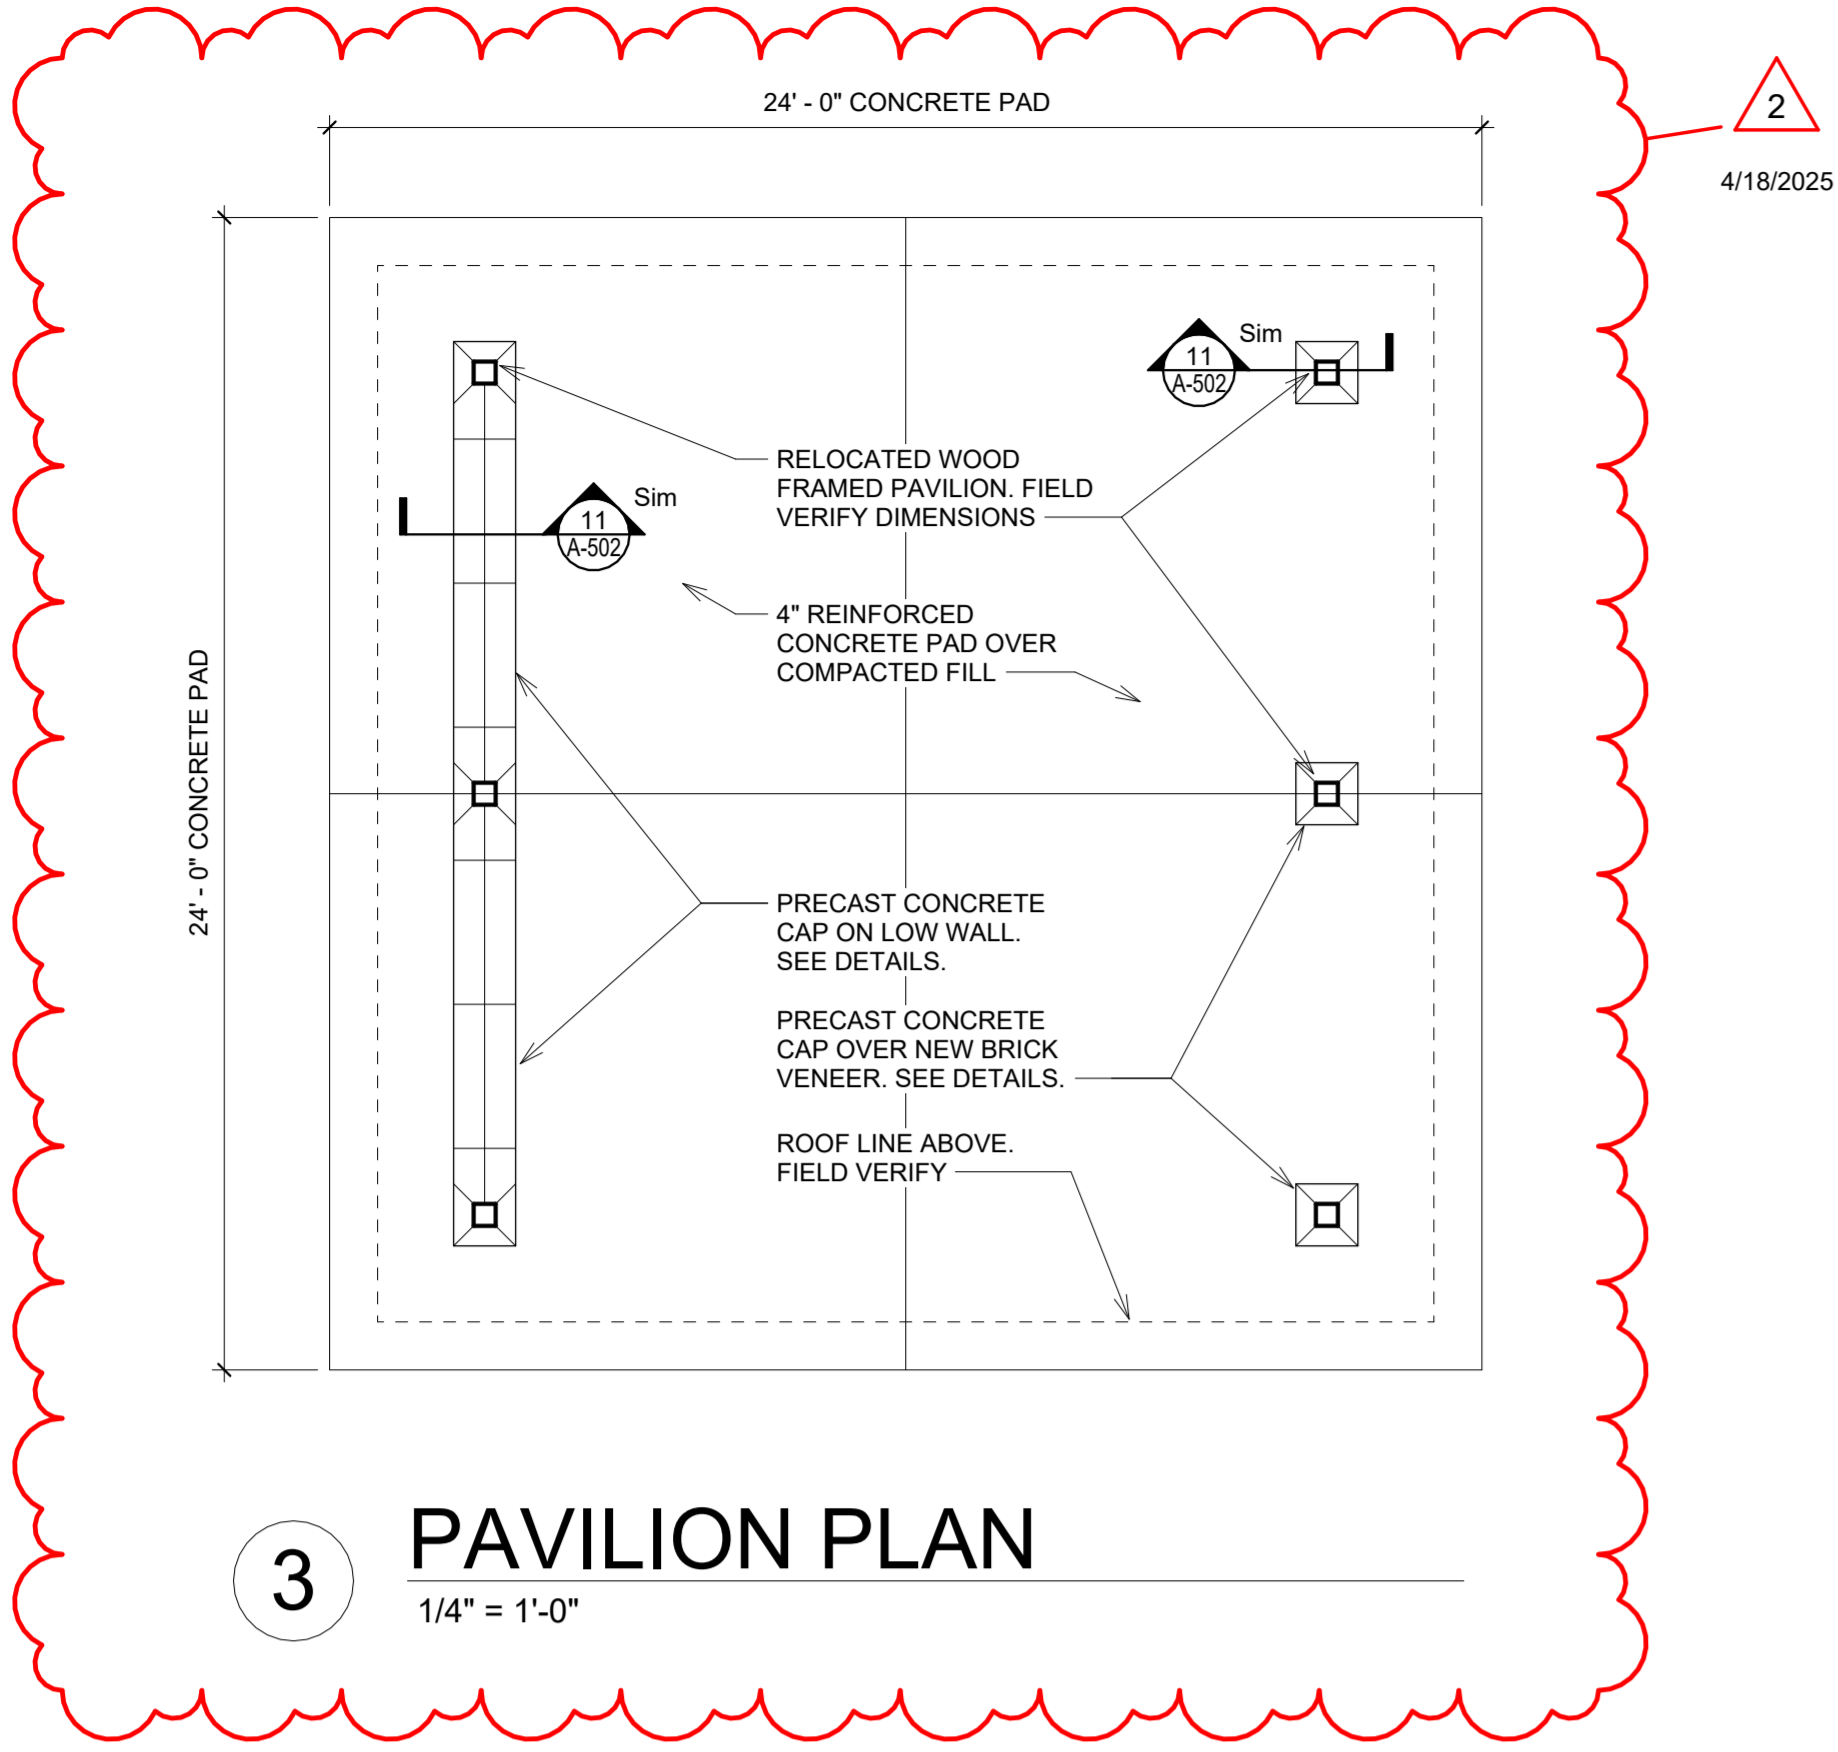 24' - 0" CONCRETE PAD
2
4/18/2025
11
A-502
Sim
RELOCATED WOOD
FRAMED PAVILION. FIELD
VERIFY DIMENSIONS
11
A-502
Sim
4" REINFORCED
CONCRETE PAD OVER
COMPACTED FILL
24' - 0" CONCRETE PAD
PRECAST CONCRETE
CAP ON LOW WALL.
SEE DETAILS.
PRECAST CONCRETE
CAP OVER NEW BRICK
VENEER. SEE DETAILS.
ROOF LINE ABOVE.
FIELD VERIFY
3
PAVILION PLAN
1/4" = 1'-0"